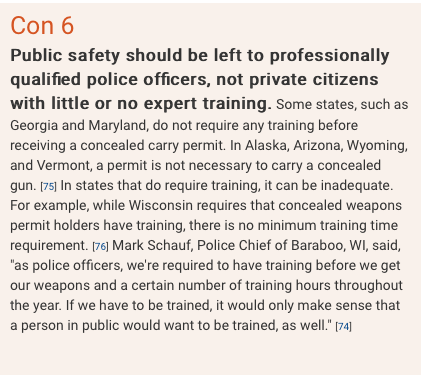 Con 6
Public safety should be left to professionally
qualified police officers, not private citizens
with little or no expert training. Some states, such as
Georgia and Maryland, do not require any training before
receiving a concealed carry permit. In Alaska, Arizona, Wyoming,
and Vermont, a permit is not necessary to carry a concealed
gun. [75] In states that do require training, it can be inadequate.
For example, while Wisconsin requires that concealed weapons
permit holders have training, there is no minimum training time
requirement. [76] Mark Schauf, Police Chief of Baraboo, WI, said,
"as police officers, we're required to have training before we get
our weapons and a certain number of training hours throughout
the year. If we have to be trained, it would only make sense that
a person in public would want to be trained, as well." [74]